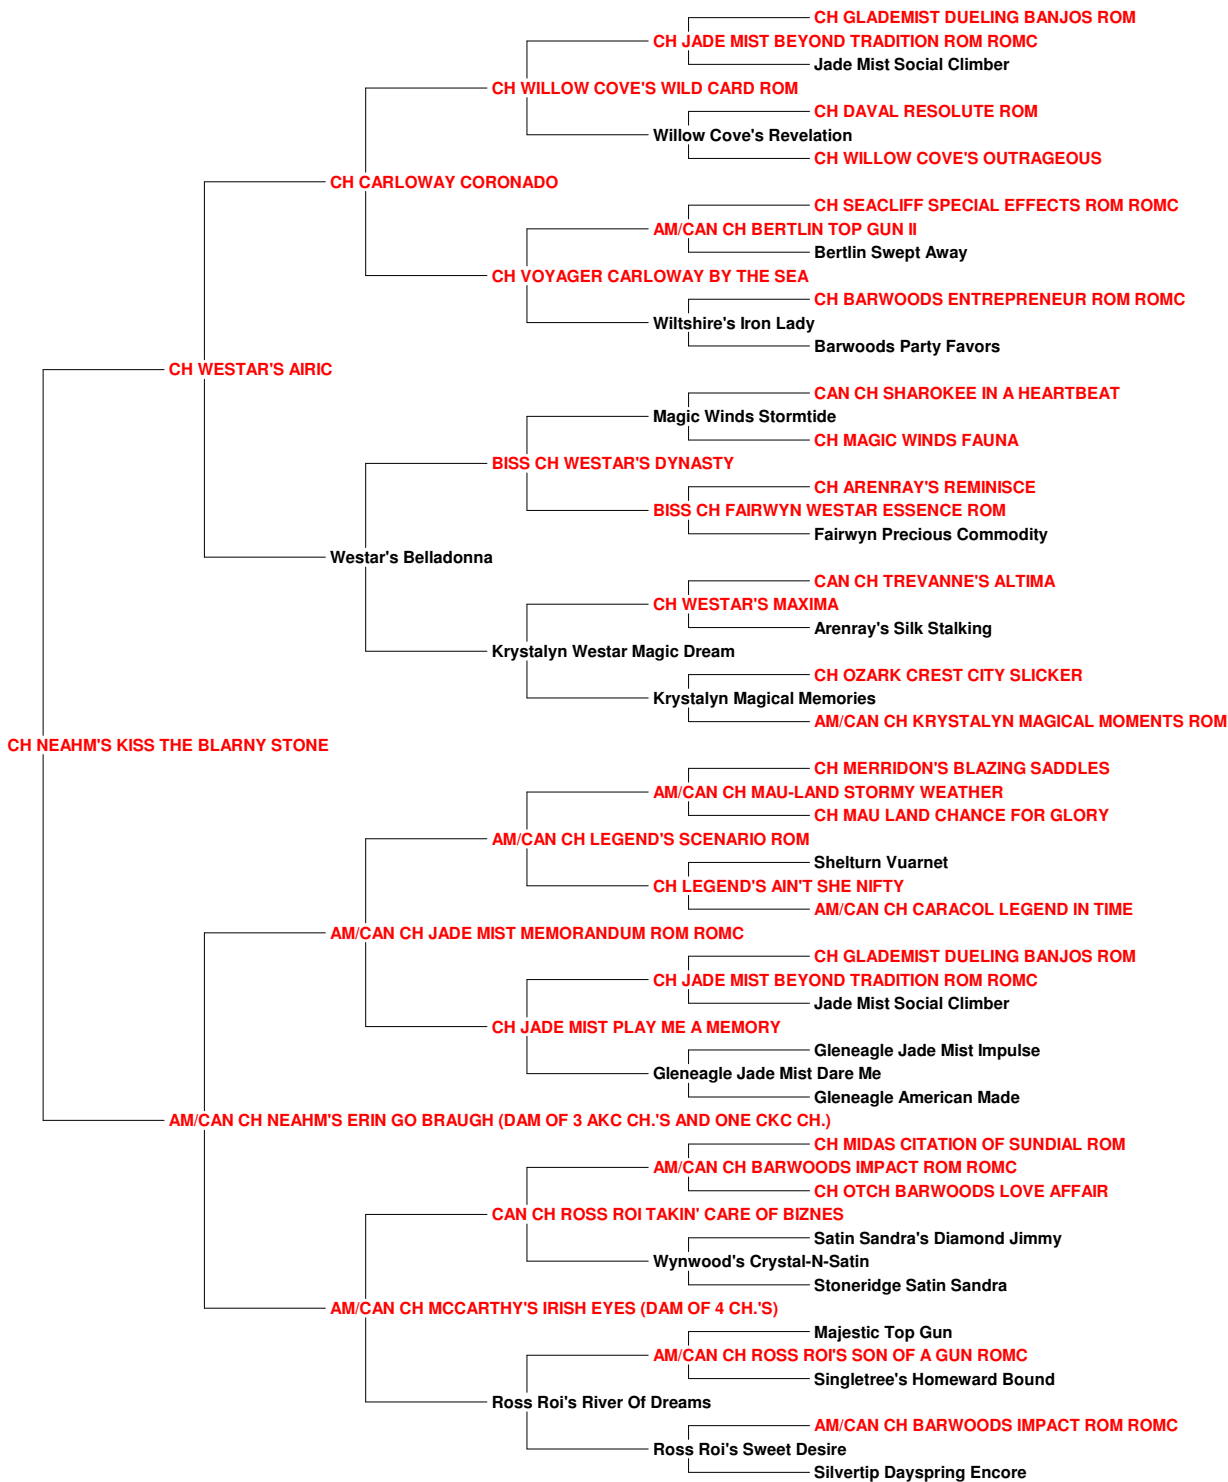 CH GLADEMIST DUELING BANJOS ROM
CH JADE MIST BEYOND TRADITION ROM ROMC
Jade Mist Social Climber
CH WILLOW COVE'S WILD CARD ROM
CH DAVAL RESOLUTE ROM
Willow Cove's Revelation
CH WILLOW COVE'S OUTRAGEOUS
CH CARLOWAY CORONADO
CH SEACLIFF SPECIAL EFFECTS ROM ROMC
AM/CAN CH BERTLIN TOP GUN II
Bertlin Swept Away
CH VOYAGER CARLOWAY BY THE SEA
CH BARWOODS ENTREPRENEUR ROM ROMC
Wiltshire's Iron Lady
Barwoods Party Favors
CH WESTAR'S AIRIC
CAN CH SHAROKEE IN A HEARTBEAT
Magic Winds Stormtide
CH MAGIC WINDS FAUNA
BISS CH WESTAR'S DYNASTY
CH ARENRAY'S REMINISCE
BISS CH FAIRWYN WESTAR ESSENCE ROM
Fairwyn Precious Commodity
Westar's Belladonna
CAN CH TREVANNE'S ALTIMA
CH WESTAR'S MAXIMA
Arenray's Silk Stalking
Krystalyn Westar Magic Dream
CH OZARK CREST CITY SLICKER
Krystalyn Magical Memories
AM/CAN CH KRYSTALYN MAGICAL MOMENTS ROM
CH NEAHM'S KISS THE BLARNY STONE
CH MERRIDON'S BLAZING SADDLES
AM/CAN CH MAU-LAND STORMY WEATHER
CH MAU LAND CHANCE FOR GLORY
AM/CAN CH LEGEND'S SCENARIO ROM
Shelturn Vuarnet
CH LEGEND'S AIN'T SHE NIFTY
AM/CAN CH CARACOL LEGEND IN TIME
AM/CAN CH JADE MIST MEMORANDUM ROM ROMC
CH GLADEMIST DUELING BANJOS ROM
CH JADE MIST BEYOND TRADITION ROM ROMC
Jade Mist Social Climber
CH JADE MIST PLAY ME A MEMORY
Gleneagle Jade Mist Impulse
Gleneagle Jade Mist Dare Me
Gleneagle American Made
AM/CAN CH NEAHM'S ERIN GO BRAUGH (DAM OF 3 AKC CH.'S AND ONE CKC CH.)
CH MIDAS CITATION OF SUNDIAL ROM
AM/CAN CH BARWOODS IMPACT ROM ROMC
CH OTCH BARWOODS LOVE AFFAIR
CAN CH ROSS ROI TAKIN' CARE OF BIZNES
Satin Sandra's Diamond Jimmy
Wynwood's Crystal-N-Satin
Stoneridge Satin Sandra
AM/CAN CH MCCARTHY'S IRISH EYES (DAM OF 4 CH.'S)
Majestic Top Gun
AM/CAN CH ROSS ROI'S SON OF A GUN ROMC
Singletree's Homeward Bound
Ross Roi's River Of Dreams
AM/CAN CH BARWOODS IMPACT ROM ROMC
Ross Roi's Sweet Desire
Silvertip Dayspring Encore